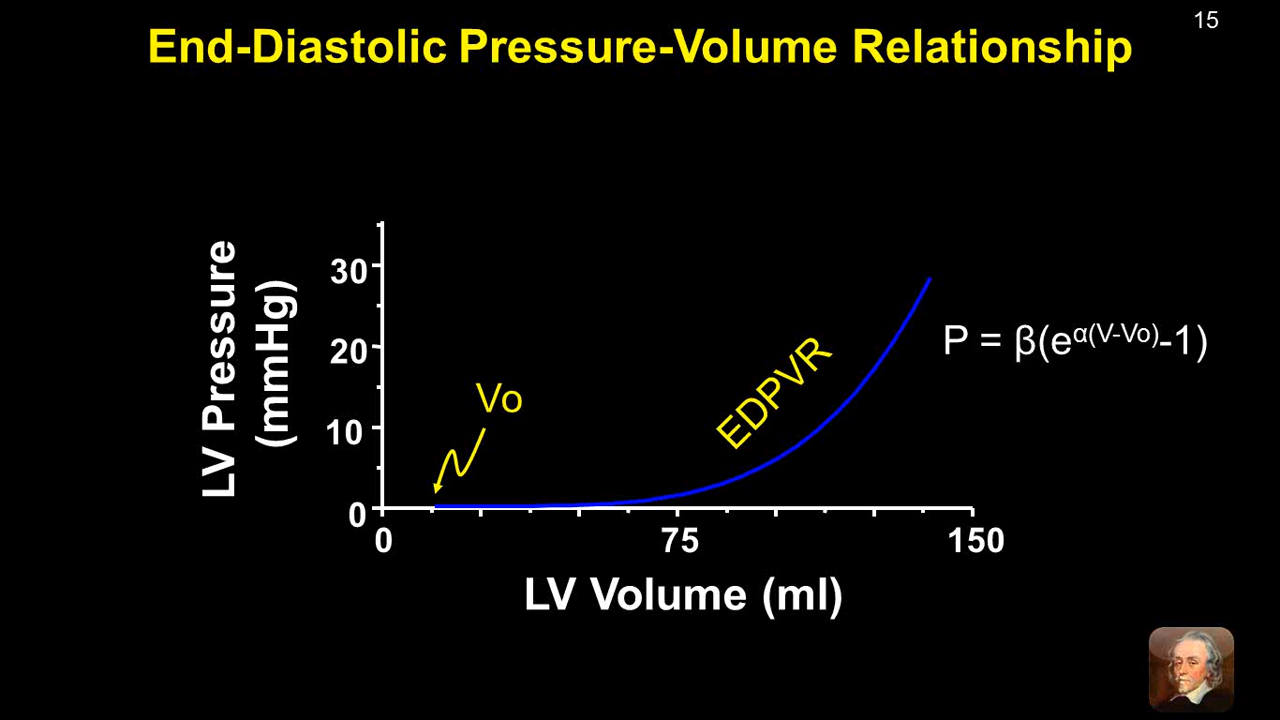 15
End-Diastolic Pressure-Volume Relationship
LV Pressure
(mmHg)
30
20
10
0
Vo
EDPVR
P = β(e^α(V-Vo)-1)
0 75 150
LV Volume (ml)